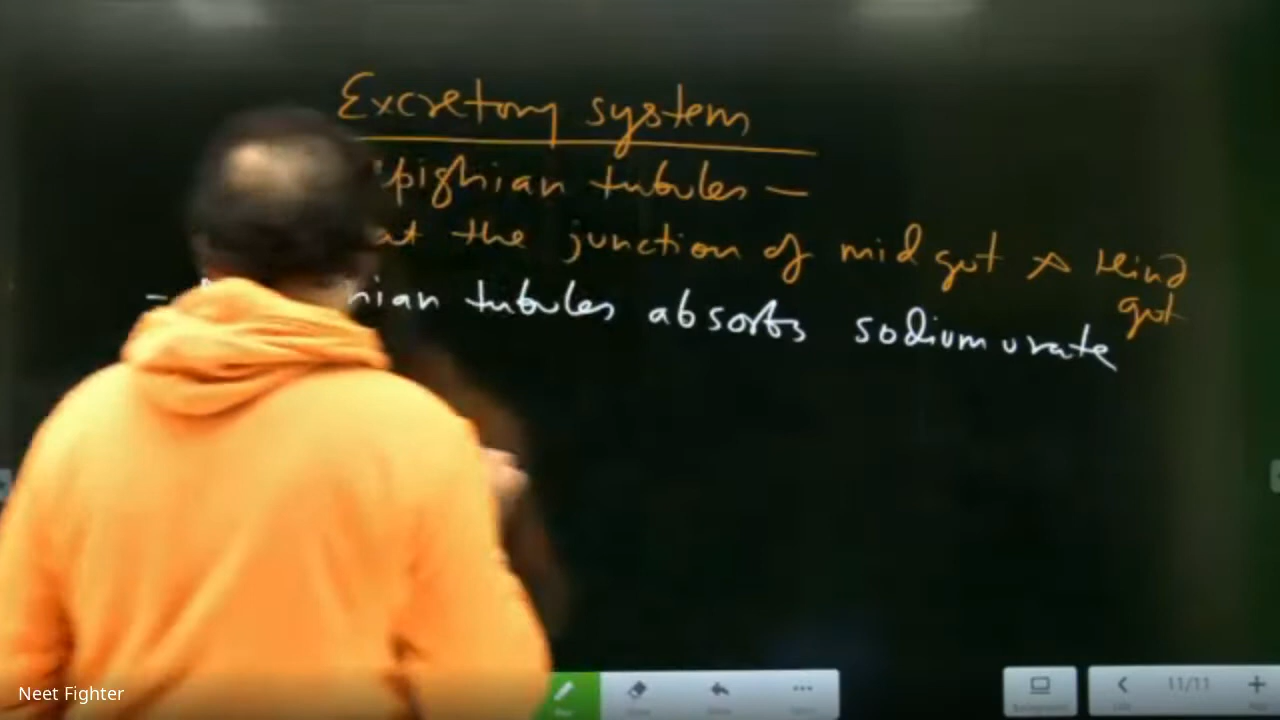 Excretory system
pighian tubules —
at the junction of mid gut & Hind
gut
- hian tubules absorbs sodium urate
11/11
Neet Fighter